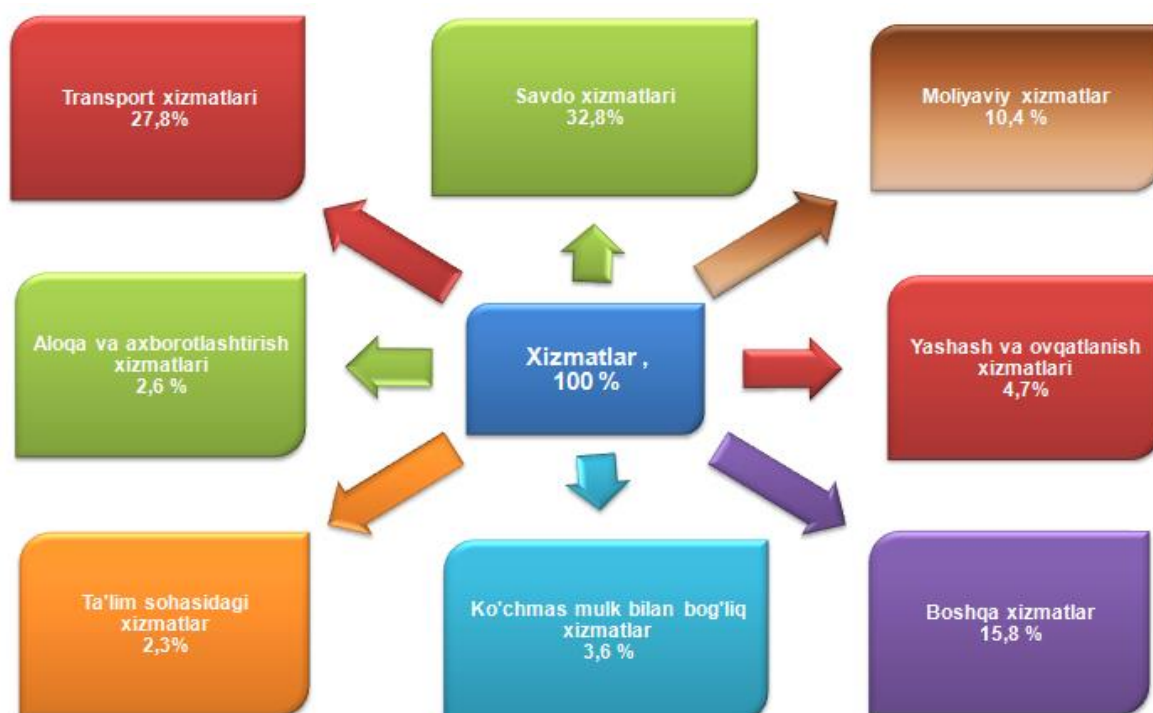 Transport xizmatlari
27,8%
Savdo xizmatlari
32,8%
Moliyaviy xizmatlar
10,4 %
Aloqa va axborotlashtirish
xizmatlari
2,6 %
Xizmatlar ,
100 %
Yashash va ovqatlanish
xizmatlari
4,7%
Ta'lim sohasidagi
xizmatlar
2,3%
Ko'chmas mulk bilan bog'liq
xizmatlar
3,6 %
Boshqa xizmatlar
15,8 %